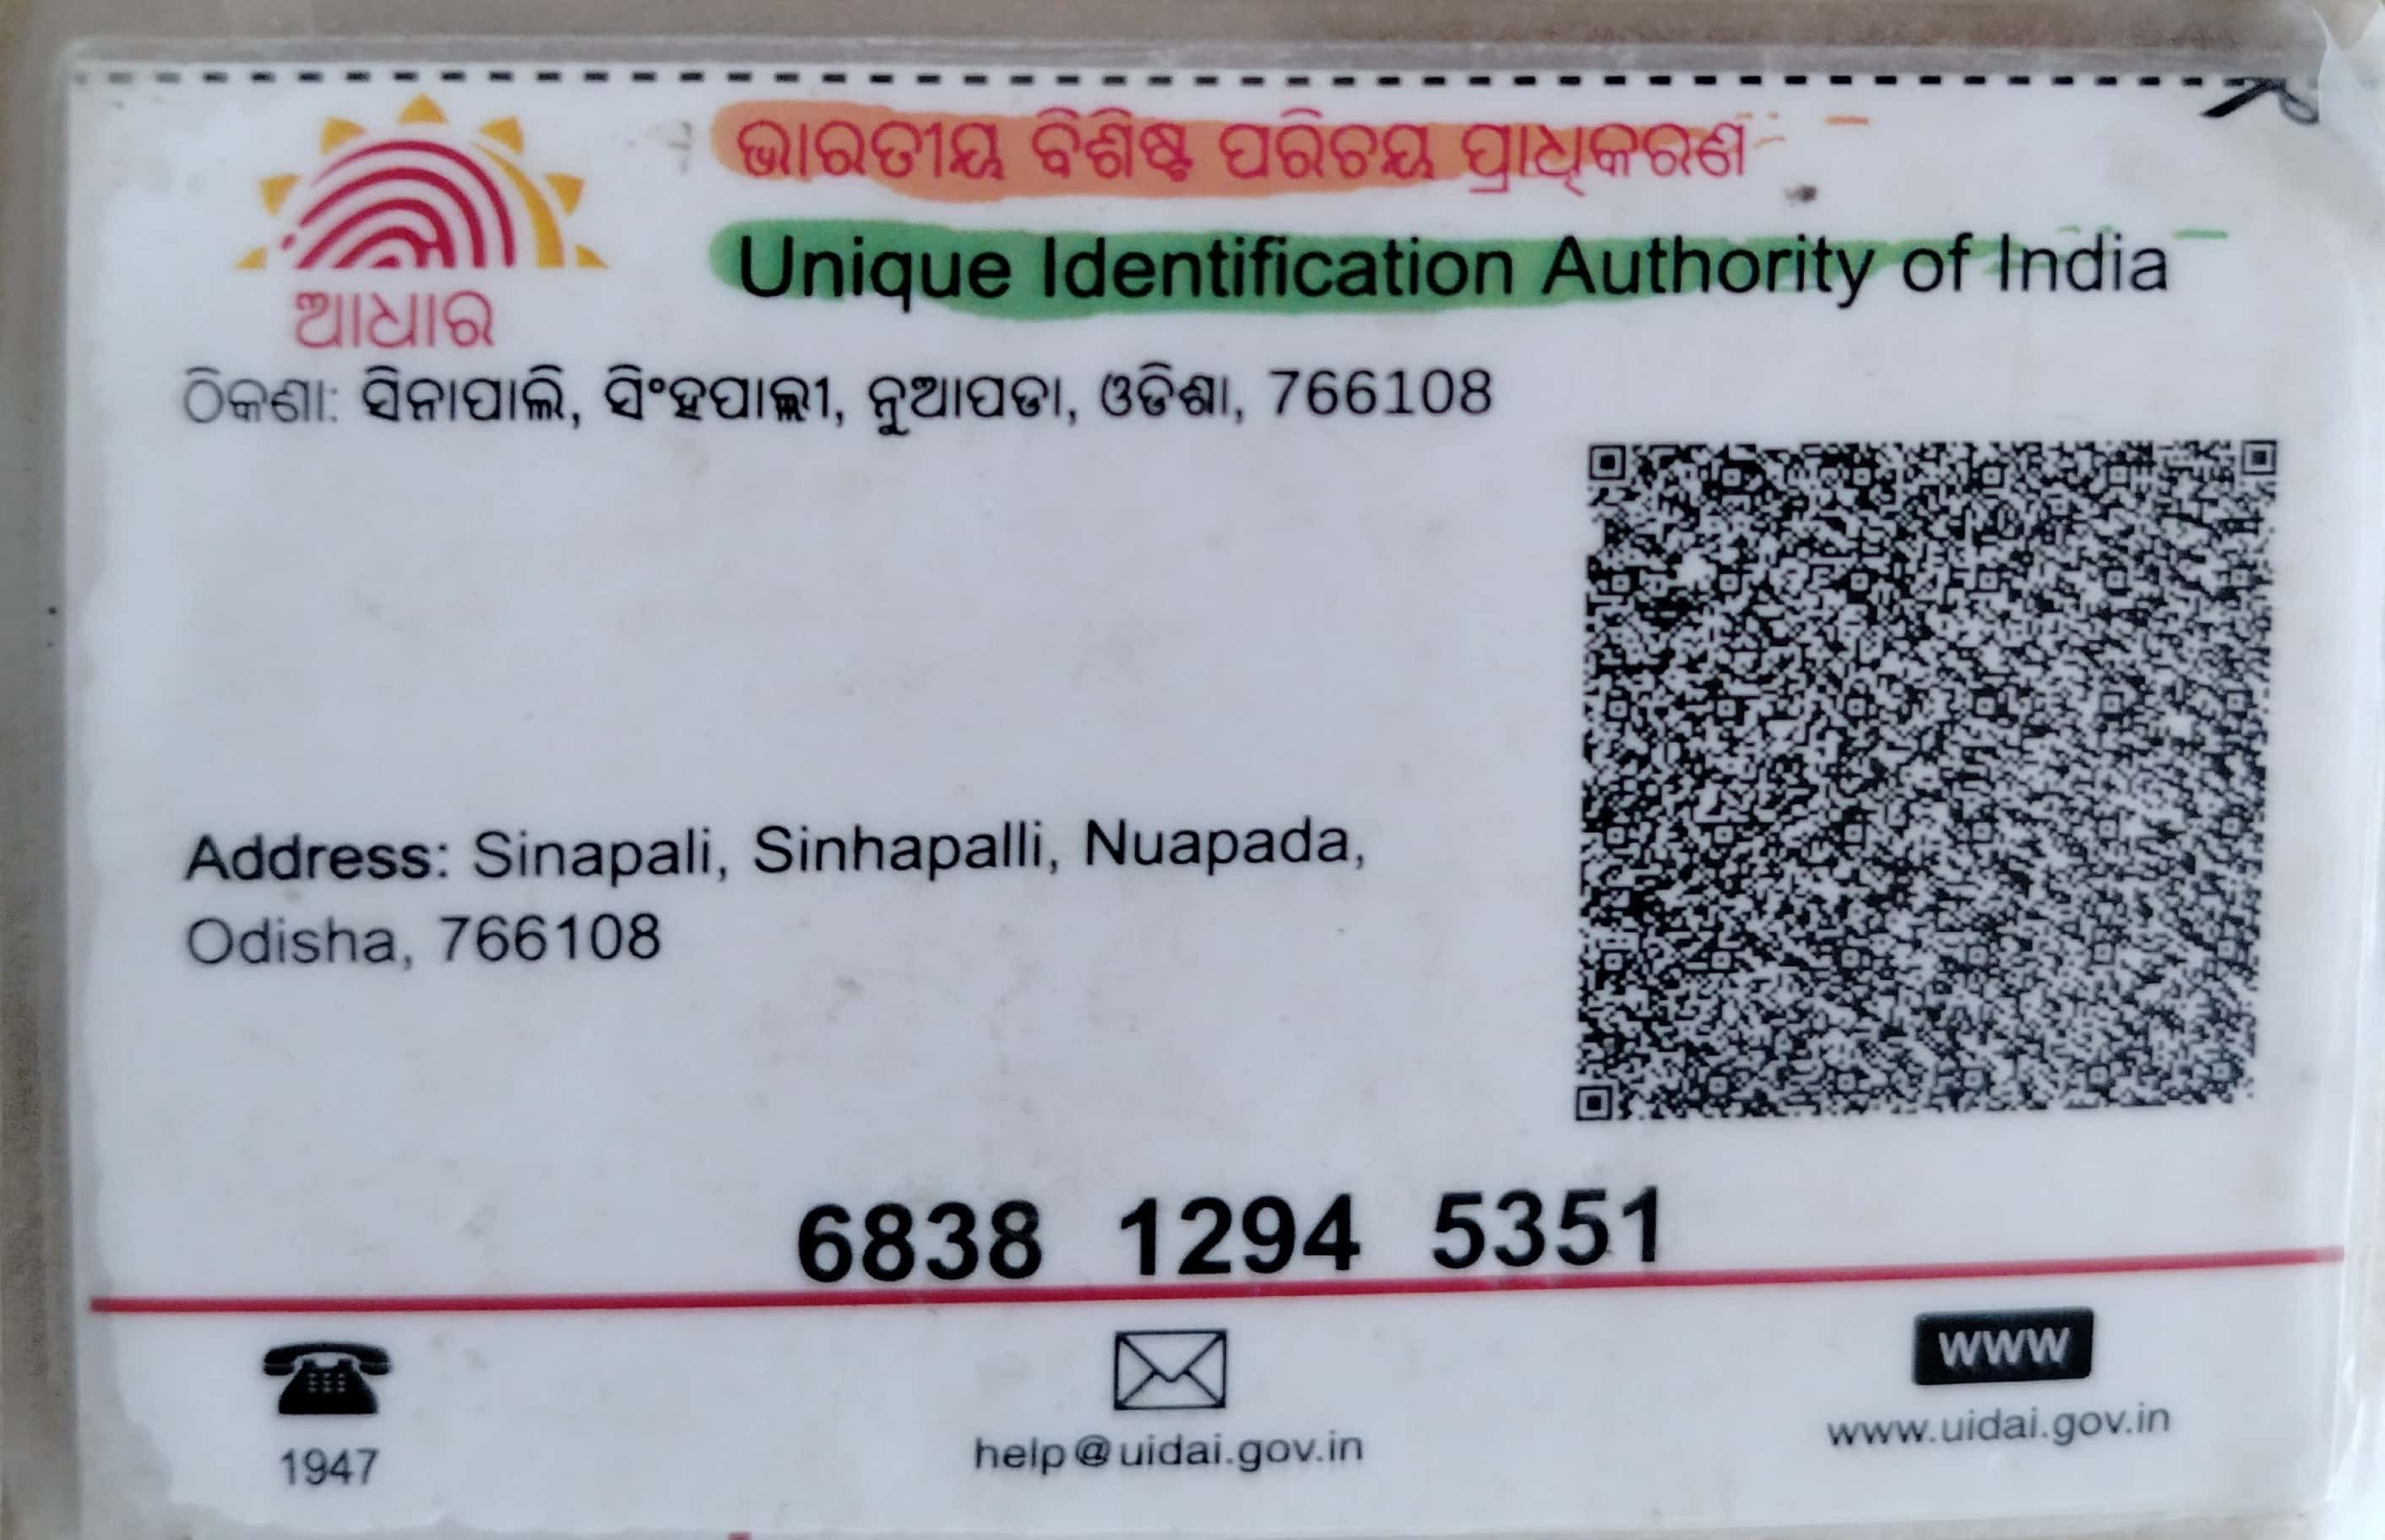 ଭାରତୀୟ ବିଶିଷ୍ଟ ପରିଚୟ ପ୍ରାଧିକରଣ
Unique Identification Authority of India
ଆଧାର
ଠିକଣା: ସିନାପାଲି, ସିଂହପାଲ୍ଲୀ, ନୁଆପଡା, ଓଡିଶା, 766108
Address: Sinapali, Sinhapalli, Nuapada,
Odisha, 766108
6838 1294 5351
WWW
1947
help@uidai.gov.in
www.uidai.gov.in